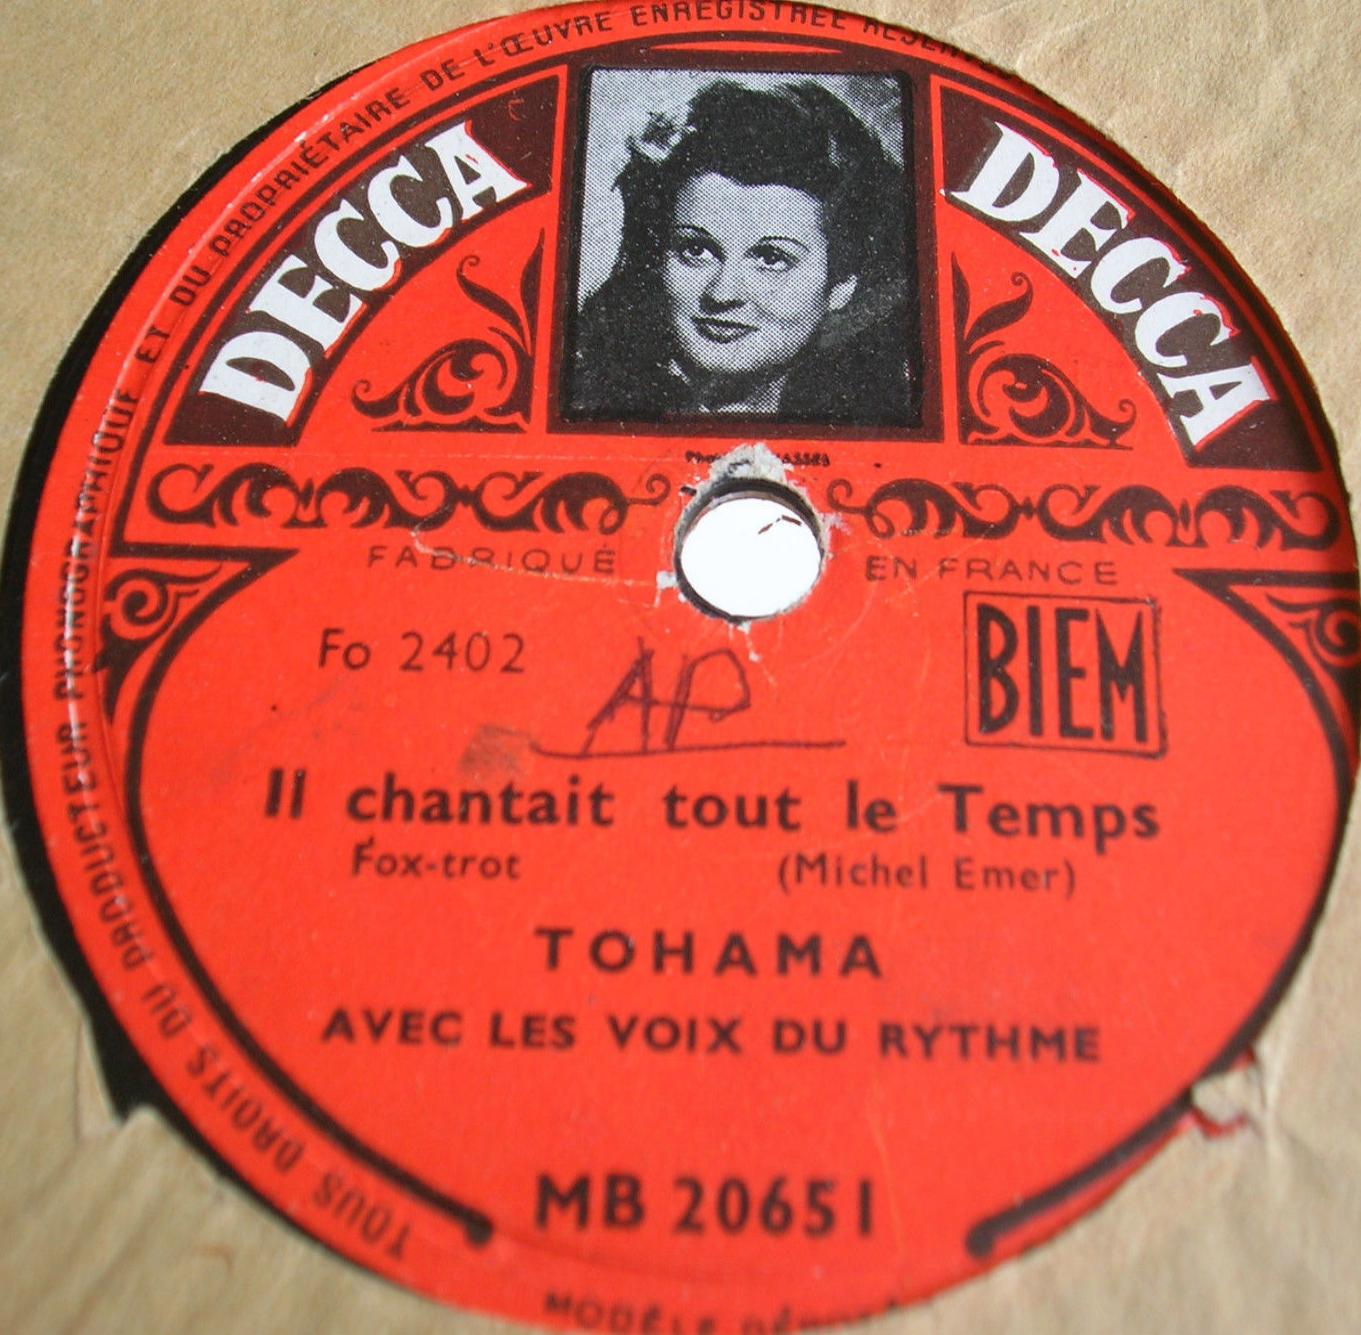 TOUS DROITS DU PRODUCTEUR PHONOGRAPHIQUE ET DU PROPRIÉTAIRE DE L'ŒUVRE ENREGISTRÉE
DECCA
DECCA
FABRIQUÉ EN FRANCE
Fo 2402
AP
BIEM
Il chantait tout le Temps
Fox-trot (Michel Emer)
TOHAMA
AVEC LES VOIX DU RYTHME
MB 20651
MODÈLE